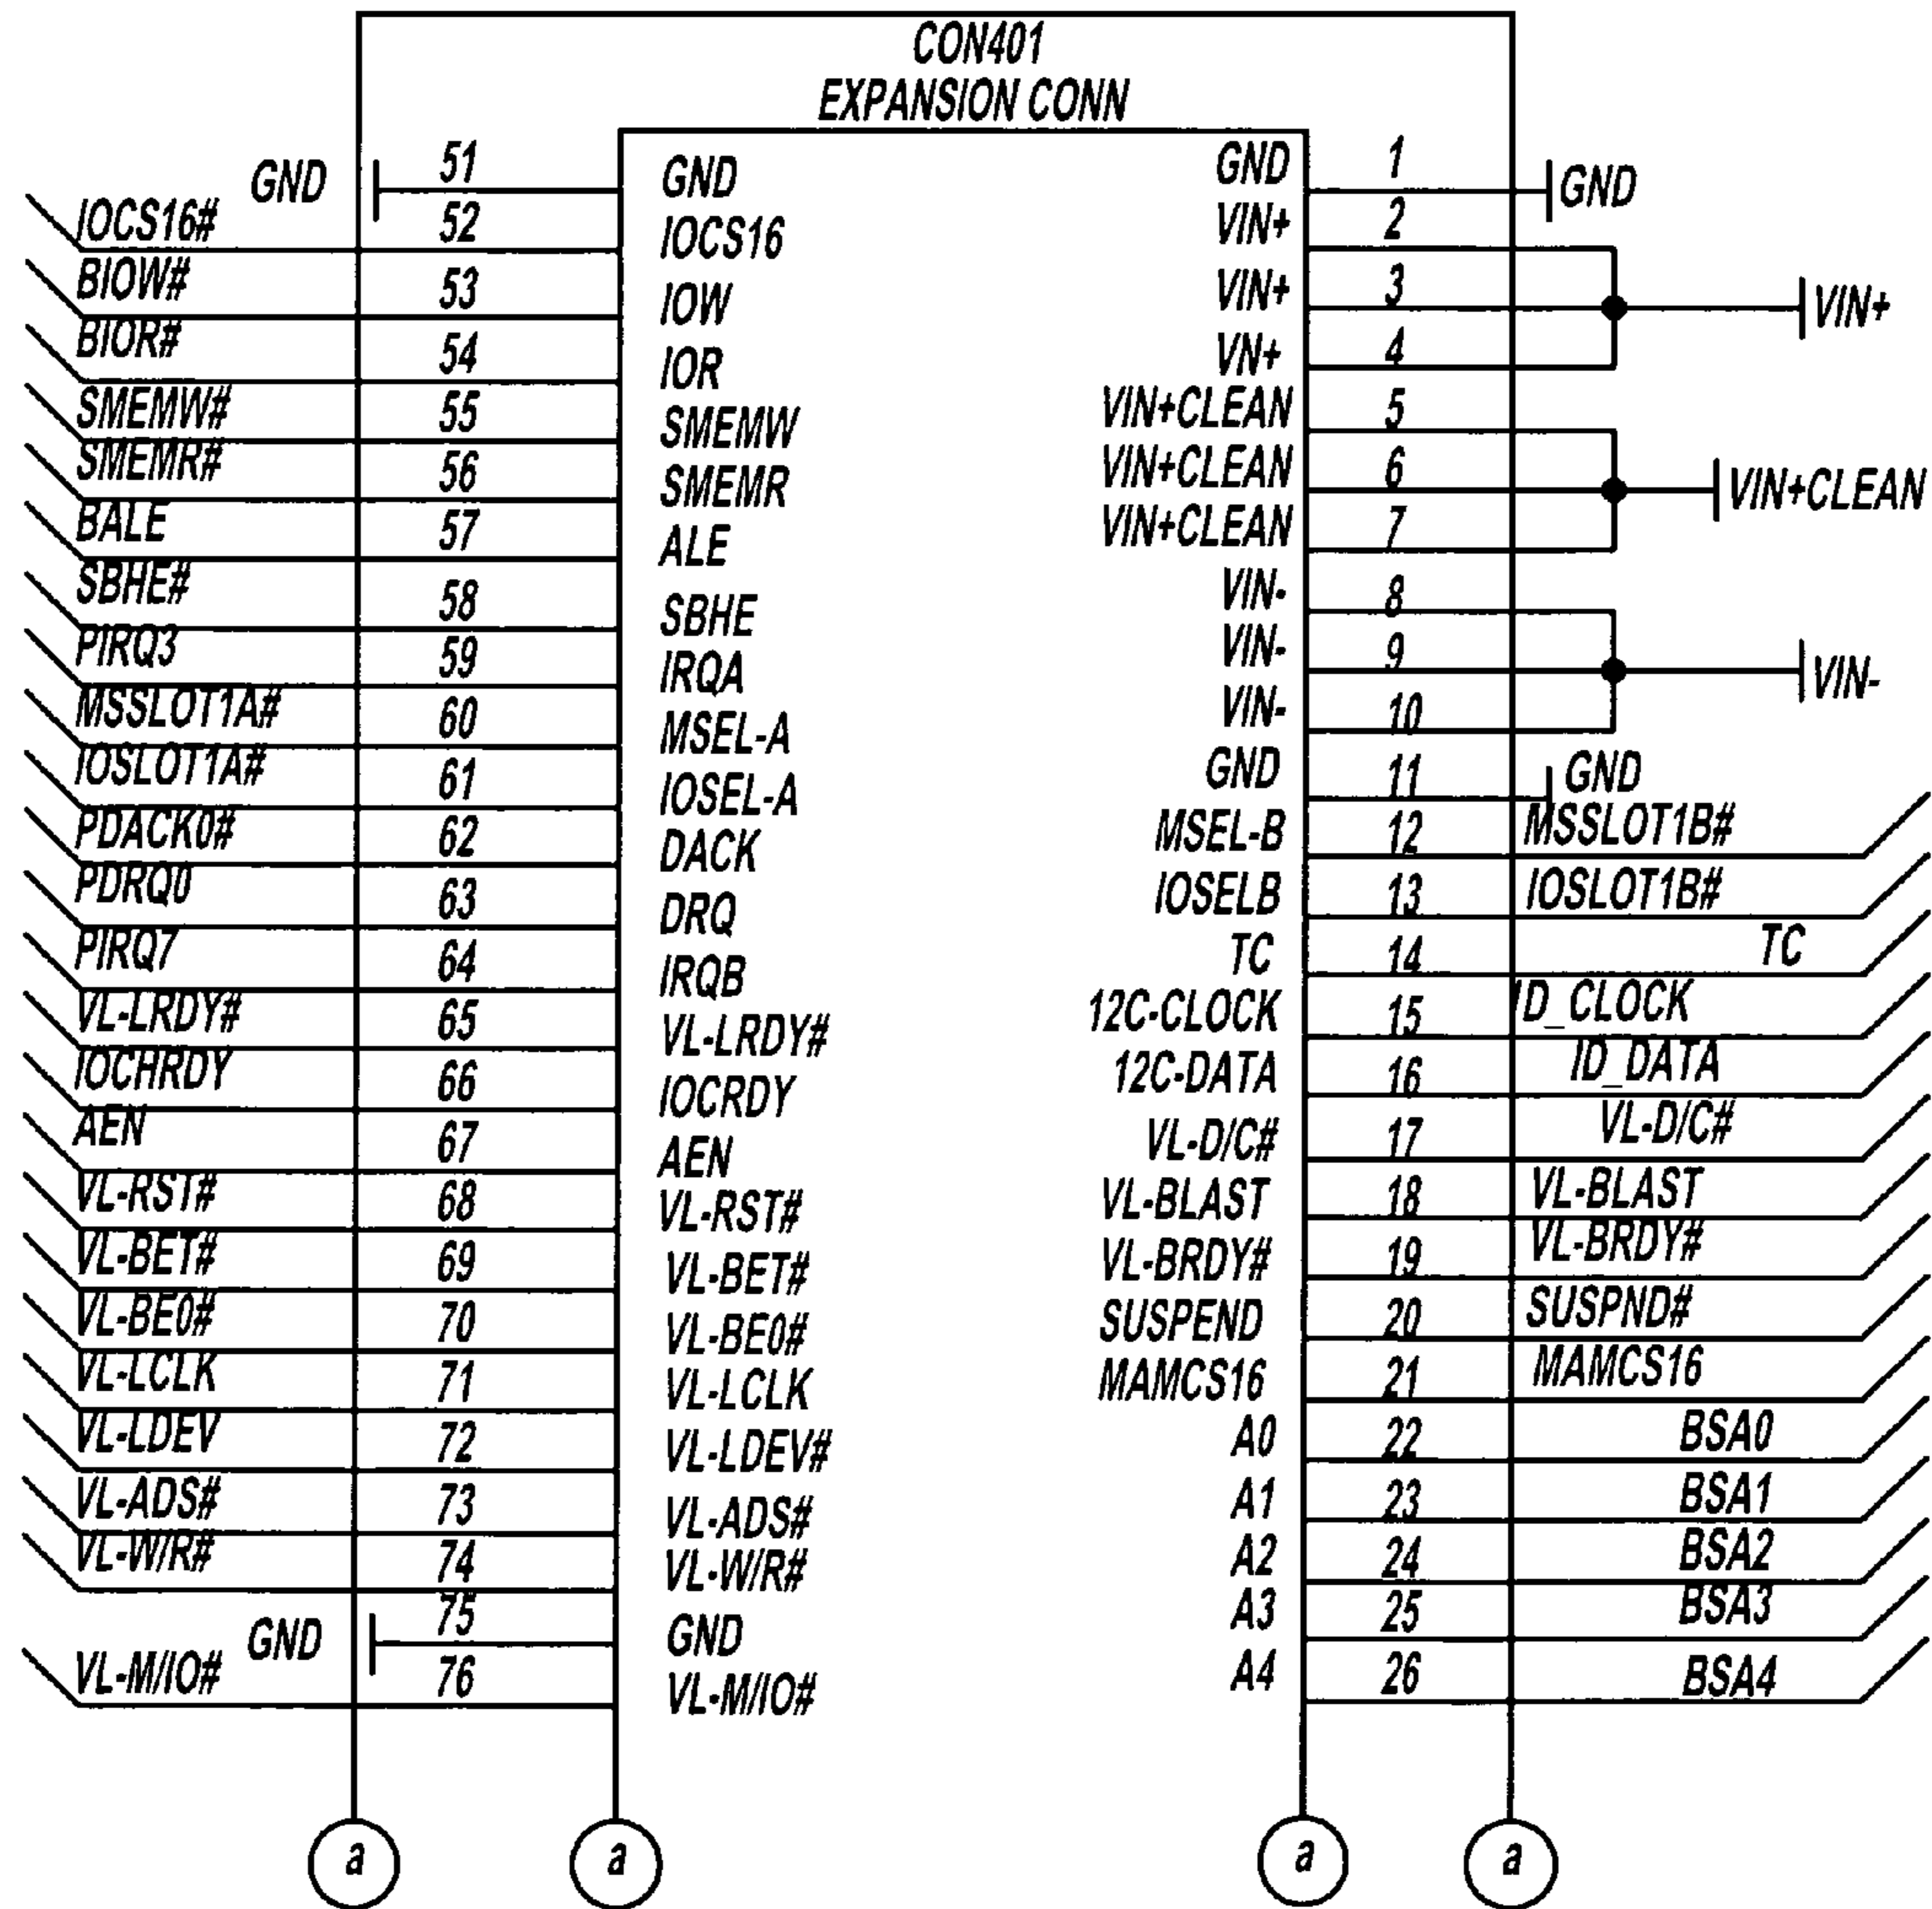 CON401
EXPANSION CONN
GND 51 GND GND 1 GND
IOCS16# 52 IOCS16 VIN+ 2
BIOW# 53 IOW VIN+ 3 VIN+
BIOR# 54 IOR VN+ 4
SMEMW# 55 SMEMW VIN+CLEAN 5
SMEMR# 56 SMEMR VIN+CLEAN 6 VIN+CLEAN
BALE 57 ALE VIN+CLEAN 7
SBHE# 58 SBHE VIN- 8
PIRQ3 59 IRQA VIN- 9 VIN-
MSSLOT1A# 60 MSEL-A VIN- 10
IOSLOT1A# 61 IOSEL-A GND 11 GND
PDACK0# 62 DACK MSEL-B 12 MSSLOT1B#
PDRQ0 63 DRQ IOSELB 13 IOSLOT1B#
PIRQ7 64 IRQB TC 14 TC
VL-LRDY# 65 VL-LRDY# 12C-CLOCK 15 ID_CLOCK
IOCHRDY 66 IOCRDY 12C-DATA 16 ID_DATA
AEN 67 AEN VL-D/C# 17 VL-D/C#
VL-RST# 68 VL-RST# VL-BLAST 18 VL-BLAST
VL-BET# 69 VL-BET# VL-BRDY# 19 VL-BRDY#
VL-BE0# 70 VL-BE0# SUSPEND 20 SUSPND#
VL-LCLK 71 VL-LCLK MAMCS16 21 MAMCS16
VL-LDEV 72 VL-LDEV# A0 22 BSA0
VL-ADS# 73 VL-ADS# A1 23 BSA1
VL-W/R# 74 VL-W/R# A2 24 BSA2
GND 75 GND A3 25 BSA3
VL-M/IO# 76 VL-M/IO# A4 26 BSA4
a a a a